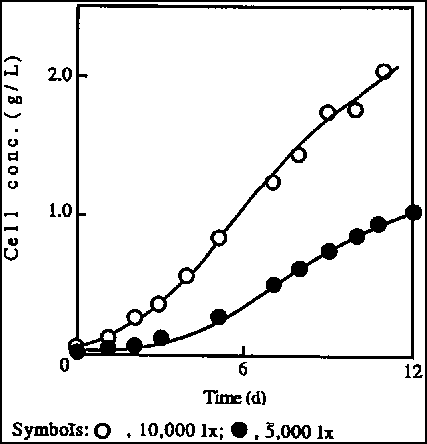 2.0
1.0
Cell conc. (g/L)
0
6
12
Time (d)
Symbols: ○ , 10,000 lx; ● , 5,000 lx